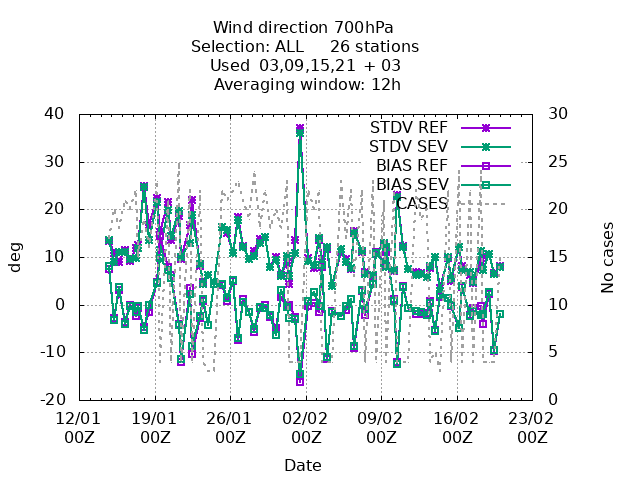 Wind direction 700hPa
Selection: ALL 26 stations
Used 03,09,15,21 + 03
Averaging window: 12h
40 30
STDV REF
STDV SEV
30 25
BIAS REF
BIAS SEV
CASES
20 20
10 15
0 10
-10 5
-20 0
deg
No cases
12/01 19/01 26/01 02/02 09/02 16/02 23/02
00Z 00Z 00Z 00Z 00Z 00Z 00Z
Date